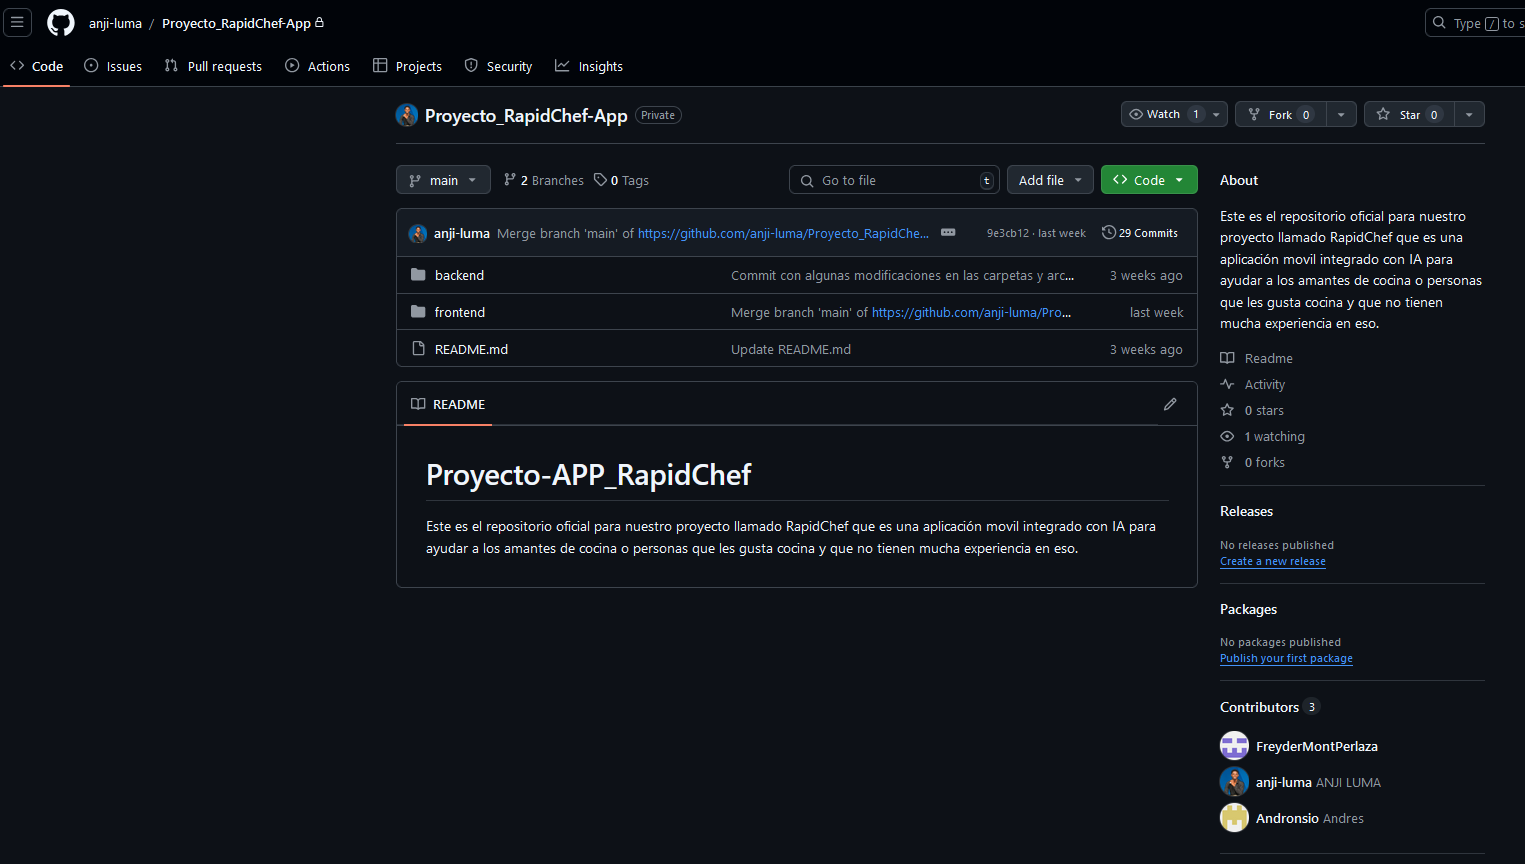 anji-luma / Proyecto_RapidChef-App
Type / to s
Code Issues Pull requests Actions Projects Security Insights
Proyecto_RapidChef-App Private
Watch 1 Fork 0 Star 0
main 2 Branches 0 Tags Go to file t Add file Code
anji-luma Merge branch 'main' of https://github.com/anji-luma/Proyecto_RapidChe... 9e3cb12 · last week 29 Commits
backend Commit con algunas modificaciones en las carpetas y arc... 3 weeks ago
frontend Merge branch 'main' of https://github.com/anji-luma/Pro... last week
README.md Update README.md 3 weeks ago
README
Proyecto-APP_RapidChef
Este es el repositorio oficial para nuestro proyecto llamado RapidChef que es una aplicación movil integrado con IA para
ayudar a los amantes de cocina o personas que les gusta cocina y que no tienen mucha experiencia en eso.
About
Este es el repositorio oficial para nuestro
proyecto llamado RapidChef que es una
aplicación movil integrado con IA para
ayudar a los amantes de cocina o personas
que les gusta cocina y que no tienen
mucha experiencia en eso.
Readme
Activity
0 stars
1 watching
0 forks
Releases
No releases published
Create a new release
Packages
No packages published
Publish your first package
Contributors 3
FreyderMontPerlaza
anji-luma ANJI LUMA
Andronsio Andres